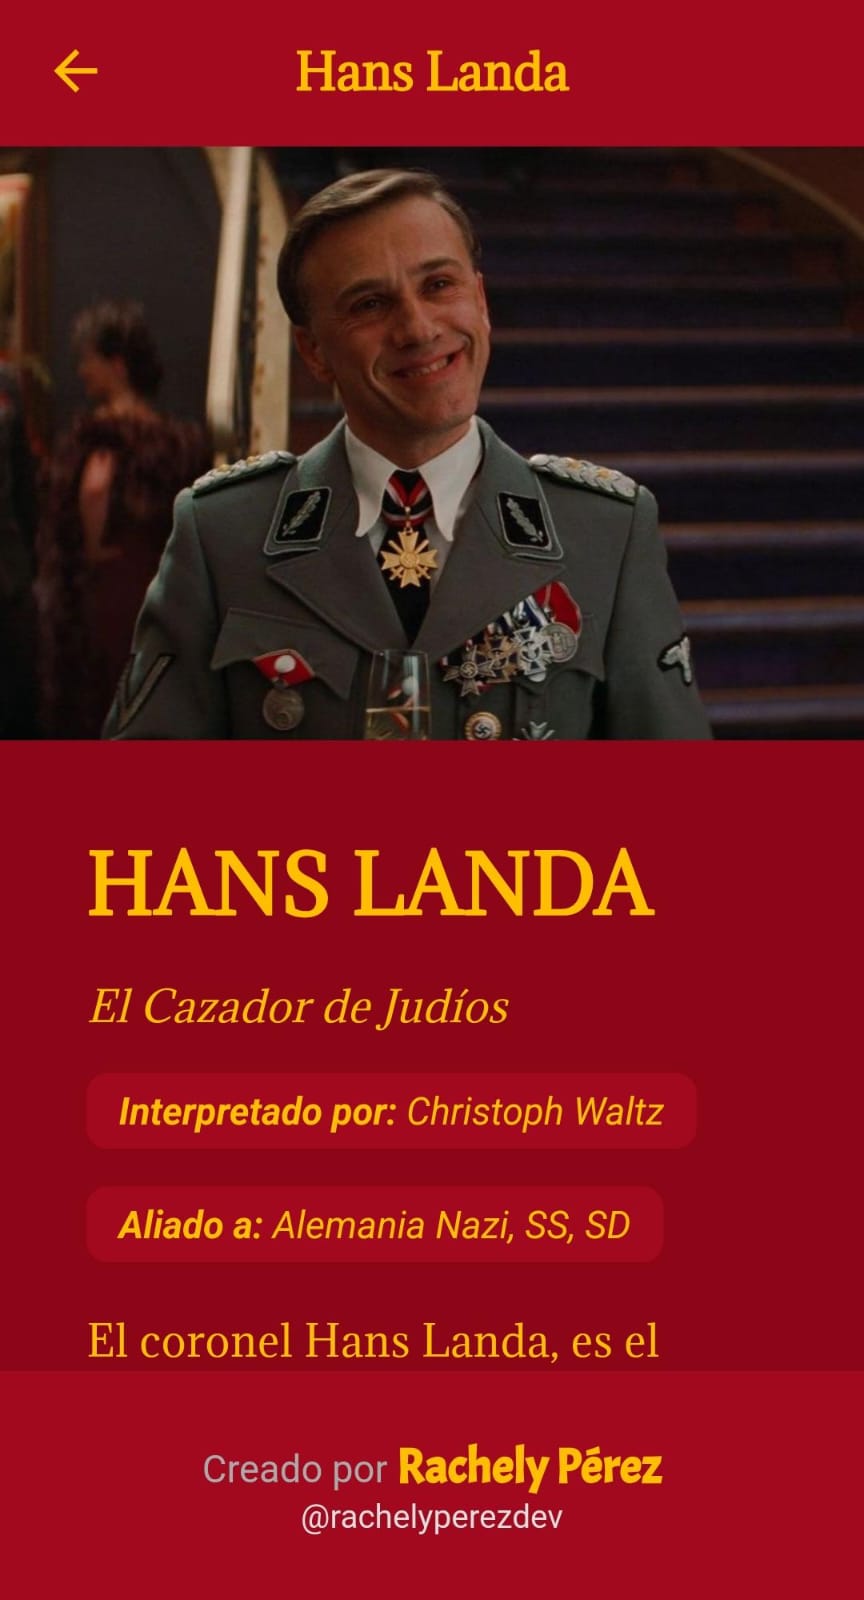 Hans Landa
HANS LANDA
El Cazador de Judíos
Interpretado por: Christoph Waltz
Aliado a: Alemania Nazi, SS, SD
El coronel Hans Landa, es el
Creado por Rachely Pérez
@rachelyperezdev